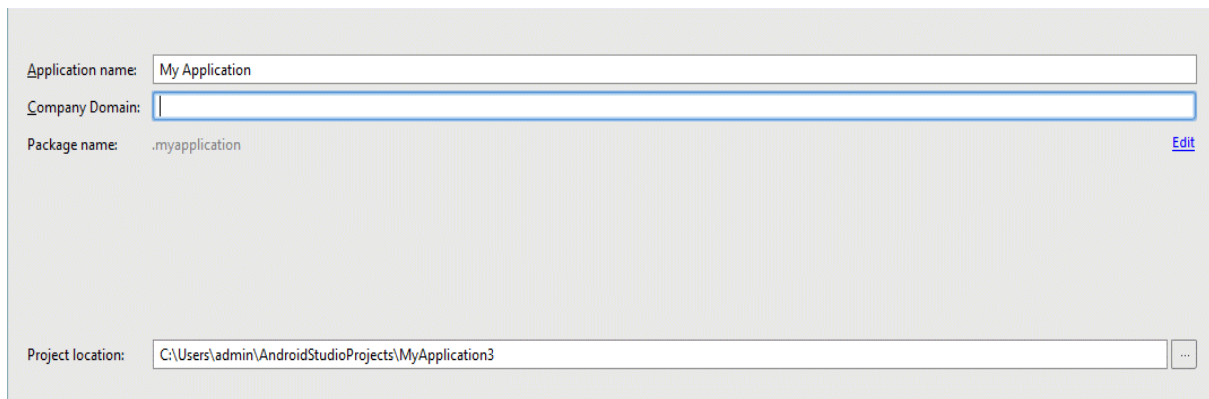 Application name: My Application
Company Domain:
Package name: .myapplication Edit
Project location: C:\Users\admin\AndroidStudioProjects\MyApplication3 ...